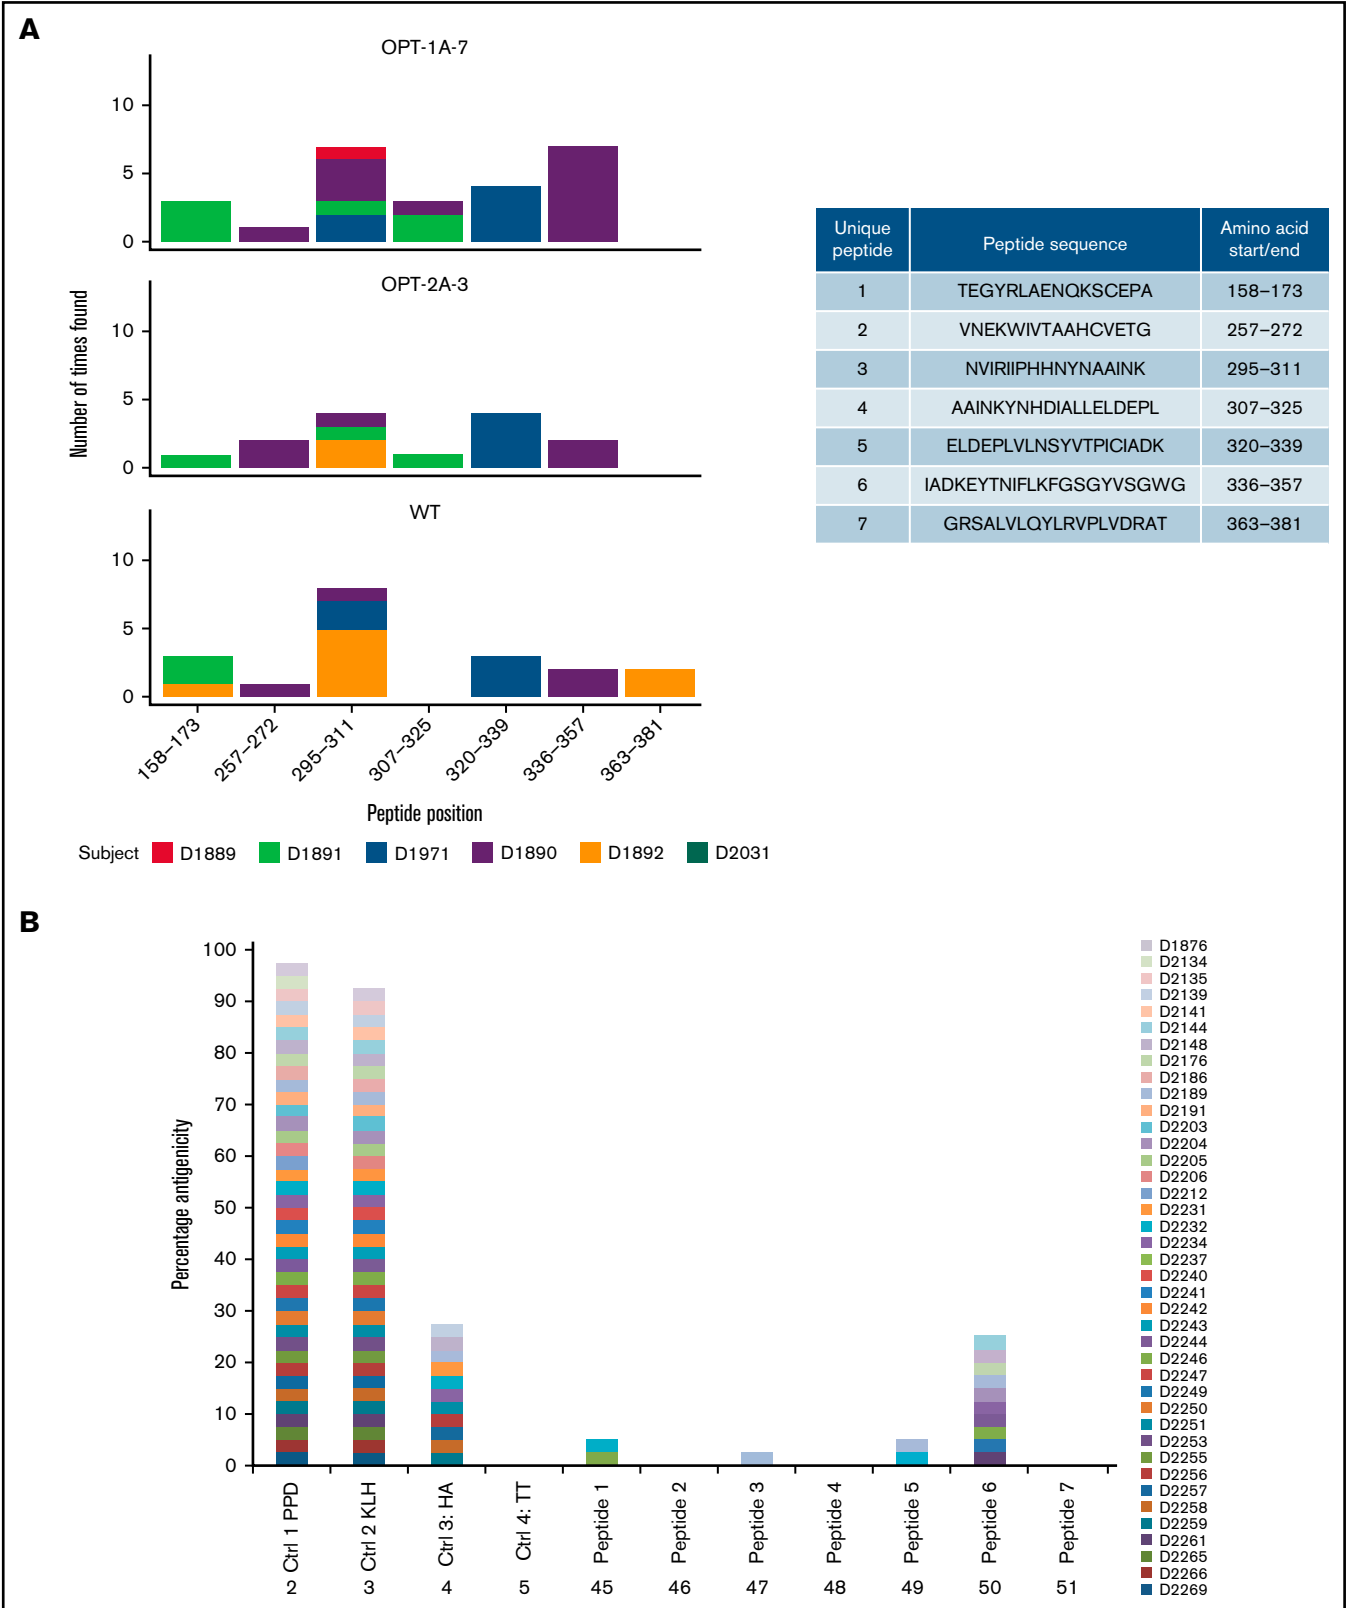 A
OPT-1A-7
10
5
0
OPT-2A-3
10
5
0
WT
10
5
0
Number of times found
158–173
257–272
295–311
307–325
320–339
336–357
363–381
Peptide position
Subject D1889 D1891 D1971 D1890 D1892 D2031
Unique peptide Peptide sequence Amino acid start/end
1 TEGYRLAENQKSCEPA 158–173
2 VNEKWIVTAAHCVETG 257–272
3 NVIRIIPHHNYNAAINK 295–311
4 AAINKYNHDIALLELDEPL 307–325
5 ELDEPLVLNSYVTPICIADK 320–339
6 IADKEYTNIFLKFGSGYVSGWG 336–357
7 GRSALVLQYLRVPLVDRAT 363–381
B
100
90
80
70
60
50
40
30
20
10
0
Percentage antigenicity
Ctrl 1 PPD
Ctrl 2 KLH
Ctrl 3: HA
Ctrl 4: TT
Peptide 1
Peptide 2
Peptide 3
Peptide 4
Peptide 5
Peptide 6
Peptide 7
2 3 4 5 45 46 47 48 49 50 51
D1876
D2134
D2135
D2139
D2141
D2144
D2148
D2176
D2186
D2189
D2191
D2203
D2204
D2205
D2206
D2212
D2231
D2232
D2234
D2237
D2240
D2241
D2242
D2243
D2244
D2246
D2247
D2249
D2250
D2251
D2253
D2255
D2256
D2257
D2258
D2259
D2261
D2265
D2266
D2269